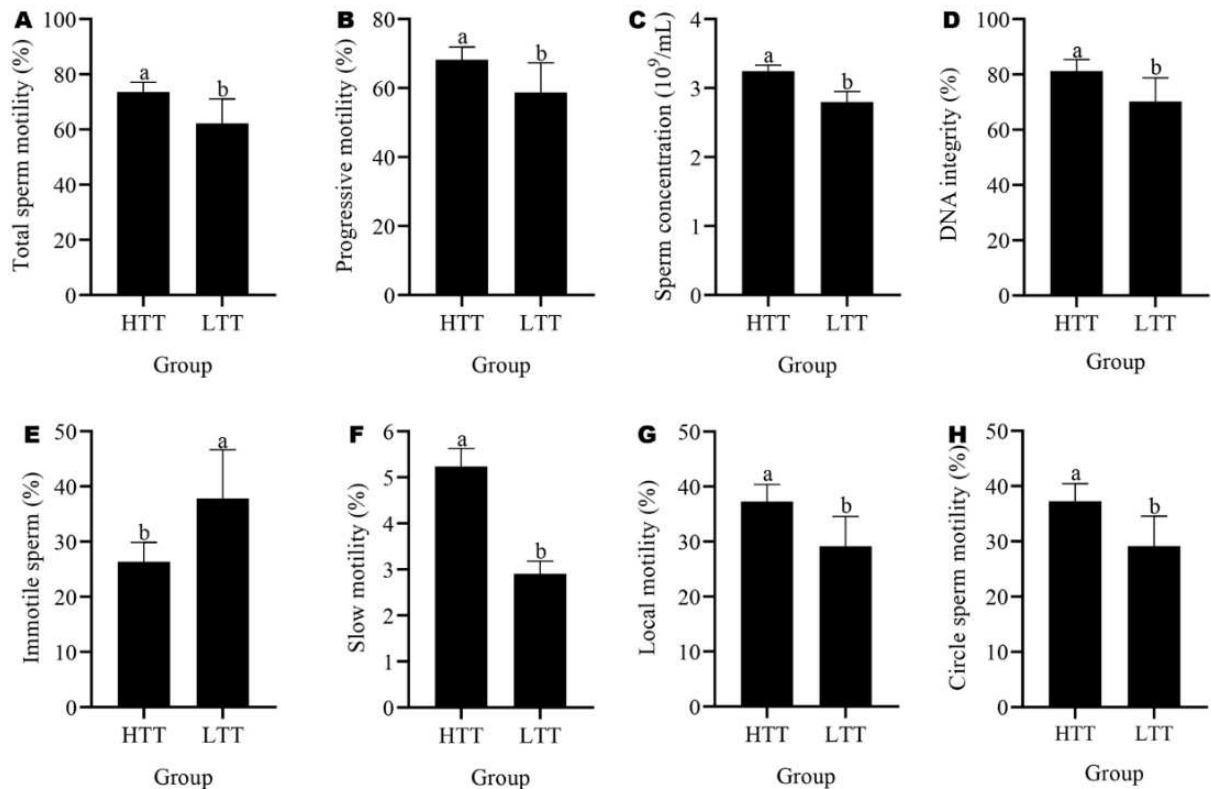 A
Total sperm motility (%)
100
80
60
40
20
0
a
b
HTT LTT
Group
B
Progressive motility (%)
80
60
40
20
0
a
b
HTT LTT
Group
C
Sperm concentration (10⁹/mL)
4
3
2
1
0
a
b
HTT LTT
Group
D
DNA integrity (%)
100
80
60
40
20
0
a
b
HTT LTT
Group
E
Immotile sperm (%)
50
40
30
20
10
0
b
a
HTT LTT
Group
F
Slow motility (%)
6
5
4
3
2
1
0
a
b
HTT LTT
Group
G
Local motility (%)
50
40
30
20
10
0
a
b
HTT LTT
Group
H
Circle sperm motility (%)
50
40
30
20
10
0
a
b
HTT LTT
Group